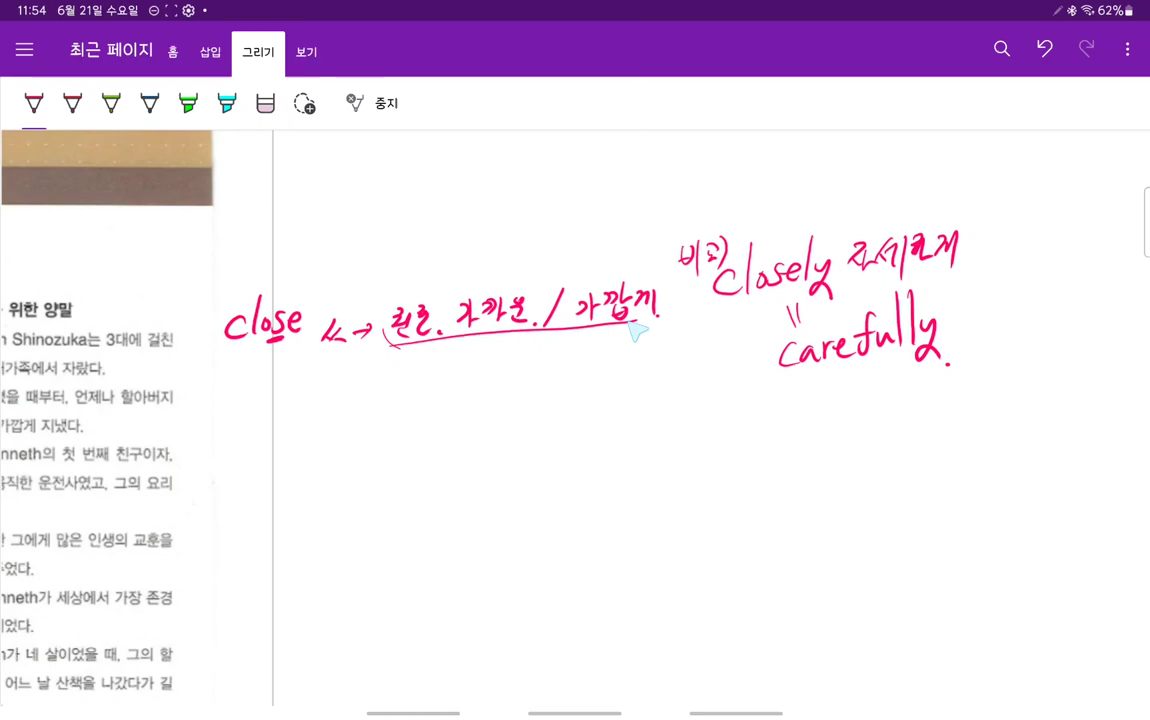 11:54 6월 21일 수요일
62%
최근 페이지 홈 삽입 그리기 보기
중지
위한 양말
Shinozuka는 3대에 걸친
가족에서 자랐다.
을 때부터, 언제나 할아버지
가깝게 지냈다.
nneth의 첫 번째 친구이자,
직한 운전사였고, 그의 요리
그에게 많은 인생의 교훈을
었다.
nneth가 세상에서 가장 존경
이었다.
가 네 살이었을 때, 그의 할
어느 날 산책을 나갔다가 길
close 가까운. / 가깝게.
비교 closely 자세하게
"
carefully.